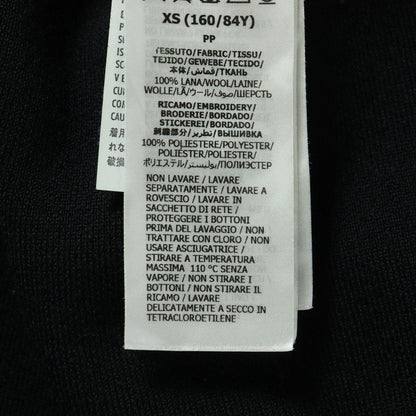 XS (160/84Y)
PP
TESSUTO/FABRIC/TISSU/
TEJIDO/GEWEBE/TECIDO/
本体/قماش/ТКАНЬ
100% LANA/WOOL/LAINE/
WOLLE/LÃ/ウール/صوف/ШЕРСТЬ
RICAMO/EMBROIDERY/
BRODERIE/BORDADO/
STICKEREI/BORDADO/
刺繍部分/تطريز/ВЫШИВКА
100% POLIESTERE/POLYESTER/
POLIÉSTER/POLYESTER/
ポリエステル/بوليستر/ПОЛИЭСТЕР
NON LAVARE / LAVARE
SEPARATAMENTE / LAVARE A
ROVESCIO / LAVARE IN
SACCHETTO DI RETE /
PROTEGGERE I BOTTONI
PRIMA DEL LAVAGGIO / NON
TRATTARE CON CLORO / NON
USARE ASCIUGATRICE /
STIRARE A TEMPERATURA
MASSIMA 110 °C SENZA
VAPORE / NON STIRARE I
BOTTONI / NON STIRARE IL
RICAMO / LAVARE
DELICATAMENTE A SECCO IN
TETRACLOROETILENE